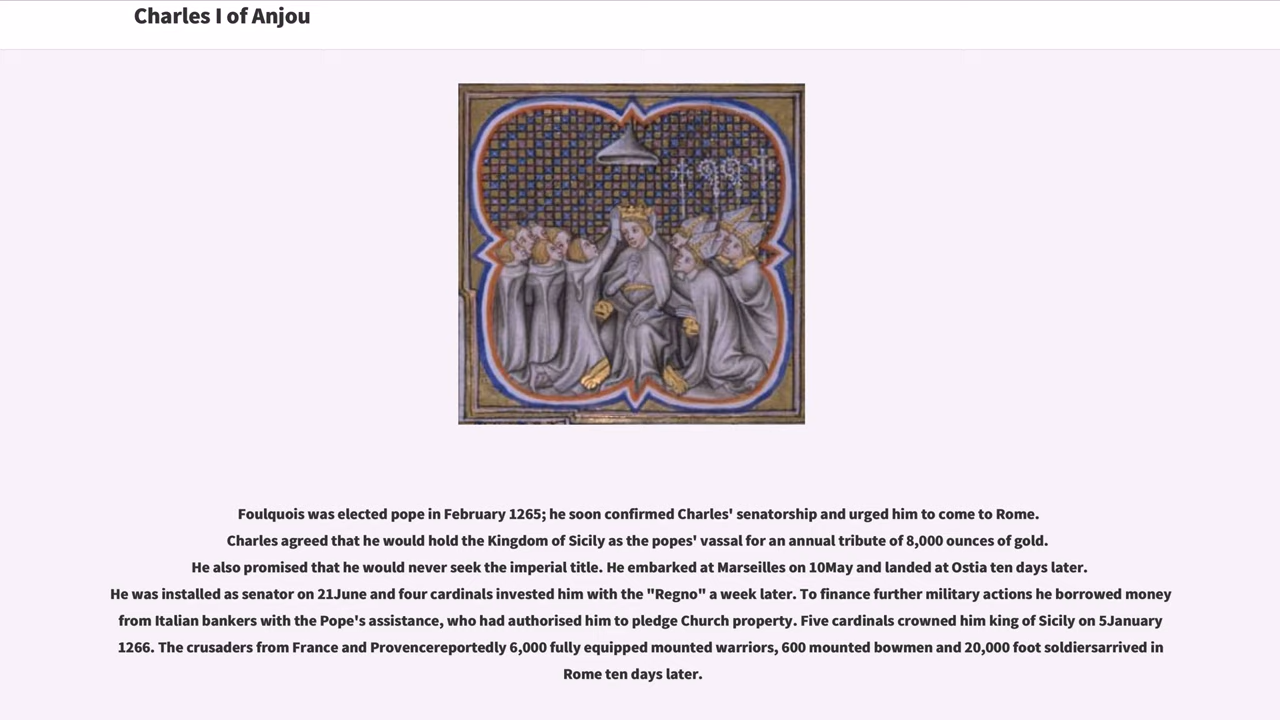 Charles I of Anjou
Foulquois was elected pope in February 1265; he soon confirmed Charles' senatorship and urged him to come to Rome.
Charles agreed that he would hold the Kingdom of Sicily as the popes' vassal for an annual tribute of 8,000 ounces of gold.
He also promised that he would never seek the imperial title. He embarked at Marseilles on 10May and landed at Ostia ten days later.
He was installed as senator on 21June and four cardinals invested him with the "Regno" a week later. To finance further military actions he borrowed money
from Italian bankers with the Pope's assistance, who had authorised him to pledge Church property. Five cardinals crowned him king of Sicily on 5January
1266. The crusaders from France and Provencereportedly 6,000 fully equipped mounted warriors, 600 mounted bowmen and 20,000 foot soldiersarrived in
Rome ten days later.